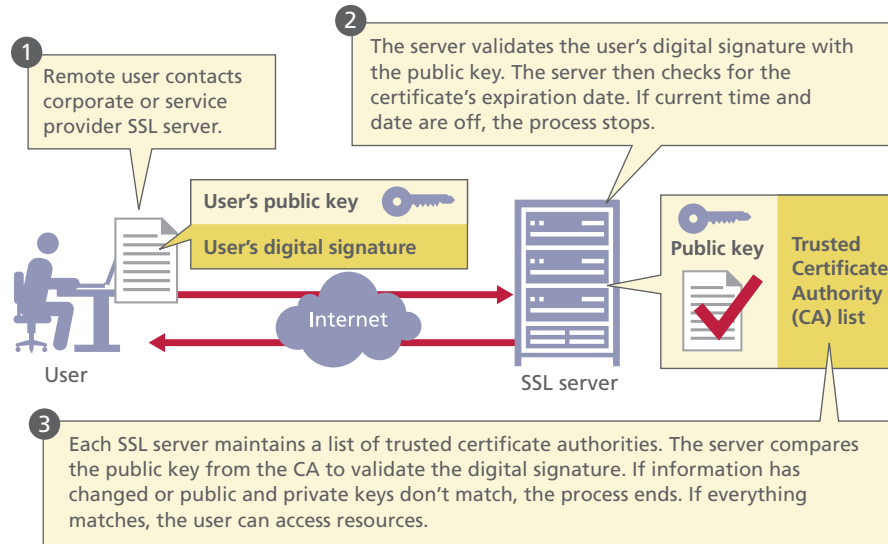 1
Remote user contacts
corporate or service
provider SSL server.
2
The server validates the user's digital signature with
the public key. The server then checks for the
certificate's expiration date. If current time and
date are off, the process stops.
User's public key
User's digital signature
Public key
Trusted
Certificate
Authority
(CA) list
Internet
User
SSL server
3
Each SSL server maintains a list of trusted certificate authorities. The server compares
the public key from the CA to validate the digital signature. If information has
changed or public and private keys don't match, the process ends. If everything
matches, the user can access resources.